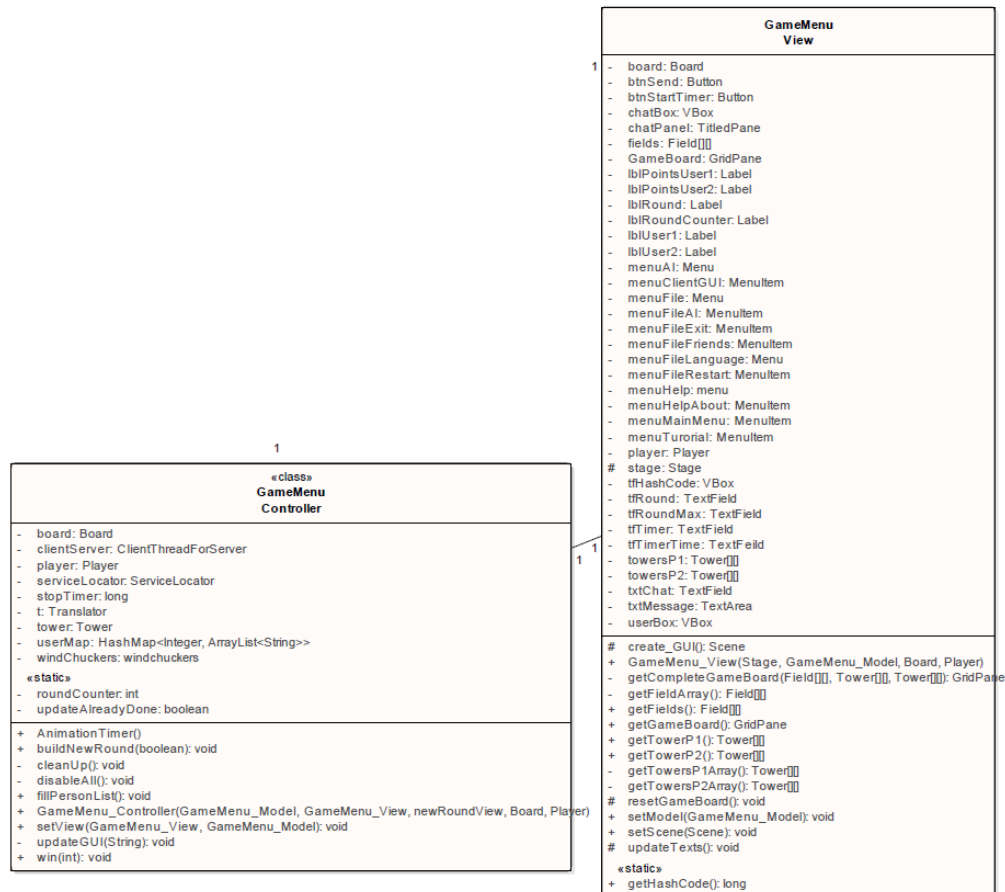 GameMenu
View
1
- board: Board
- btnSend: Button
- btnStartTimer: Button
- chatBox: VBox
- chatPanel: TitledPane
- fields: Field[][]
- GameBoard: GridPane
- lblPointsUser1: Label
- lblPointsUser2: Label
- lblRound: Label
- lblRoundCounter: Label
- lblUser1: Label
- lblUser2: Label
- menuAI: Menu
- menuClientGUI: MenuItem
- menuFile: Menu
- menuFileAI: MenuItem
- menuFileExit: MenuItem
- menuFileFriends: MenuItem
- menuFileLanguage: Menu
- menuFileRestart: MenuItem
- menuHelp: menu
- menuHelpAbout: MenuItem
- menuMainMenu: MenuItem
- menuTurorial: MenuItem
- player: Player
# stage: Stage
- tfHashCode: VBox
- tfRound: TextField
- tfRoundMax: TextField
- tfTimer: TextField
- tfTimerTime: TextFeild
- towersP1: Tower[][]
- towersP2: Tower[][]
- txtChat: TextField
- txtMessage: TextArea
- userBox: VBox
# create_GUI(): Scene
+ GameMenu_View(Stage, GameMenu_Model, Board, Player)
- getCompleteGameBoard(Field[][], Tower[][], Tower[][]): GridPane
- getFieldArray(): Field[][]
+ getFields(): Field[][]
+ getGameBoard(): GridPane
+ getTowerP1(): Tower[][]
+ getTowerP2(): Tower[][]
- getTowersP1Array(): Tower[][]
- getTowersP2Array(): Tower[][]
# resetGameBoard(): void
+ setModel(GameMenu_Model): void
+ setScene(Scene): void
# updateTexts(): void
«static»
+ getHashCode(): long
1
1
1
«class»
GameMenu
Controller
- board: Board
- clientServer: ClientThreadForServer
- player: Player
- serviceLocator: ServiceLocator
- stopTimer: long
- t: Translator
- tower: Tower
- userMap: HashMap<Integer, ArrayList<String>>
- windChuckers: windchuckers
«static»
- roundCounter: int
- updateAlreadyDone: boolean
+ AnimationTimer()
+ buildNewRound(boolean): void
- cleanUp(): void
- disableAll(): void
+ fillPersonList(): void
+ GameMenu_Controller(GameMenu_Model, GameMenu_View, newRoundView, Board, Player)
+ setView(GameMenu_View, GameMenu_Model): void
- updateGUI(String): void
+ win(int): void